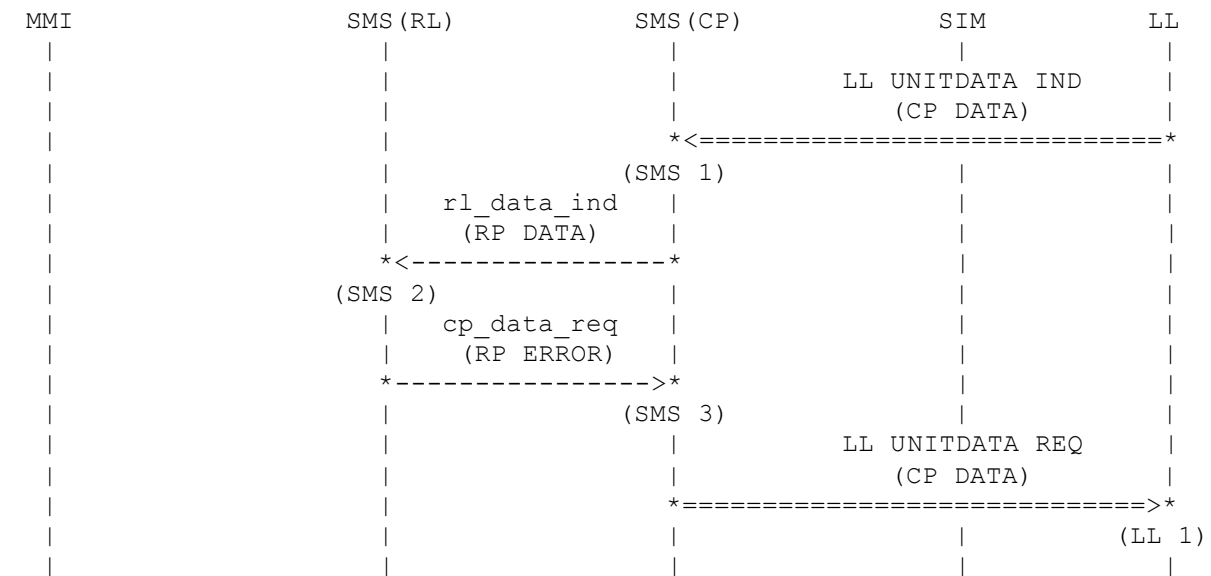 MMI SMS(RL) SMS(CP) SIM LL
LL UNITDATA IND
(CP DATA)
(SMS 1)
rl_data_ind
(RP DATA)
(SMS 2)
cp_data_req
(RP ERROR)
(SMS 3)
LL UNITDATA REQ
(CP DATA)
(LL 1)